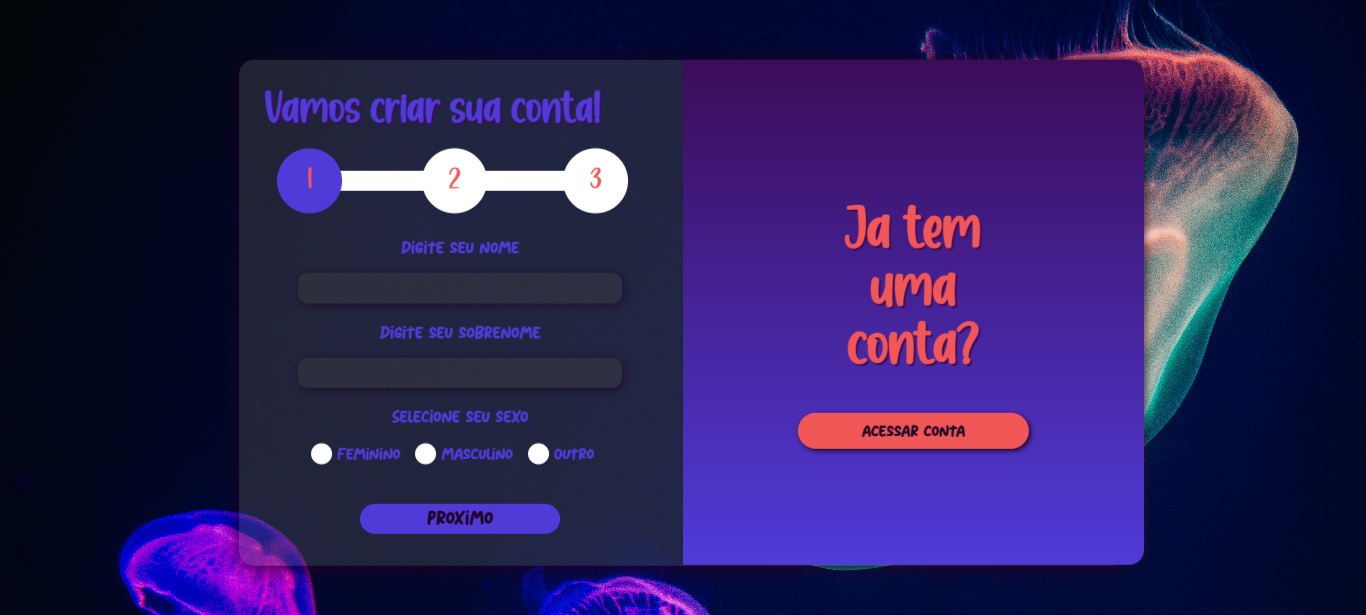 Vamos criar sua conta!
1 2 3
DIGITE SEU NOME
DIGITE SEU SOBRENOME
SELECIONE SEU SEXO
FEMININO MASCULINO OUTRO
PROXIMO
Ja tem
uma
conta?
ACESSAR CONTA